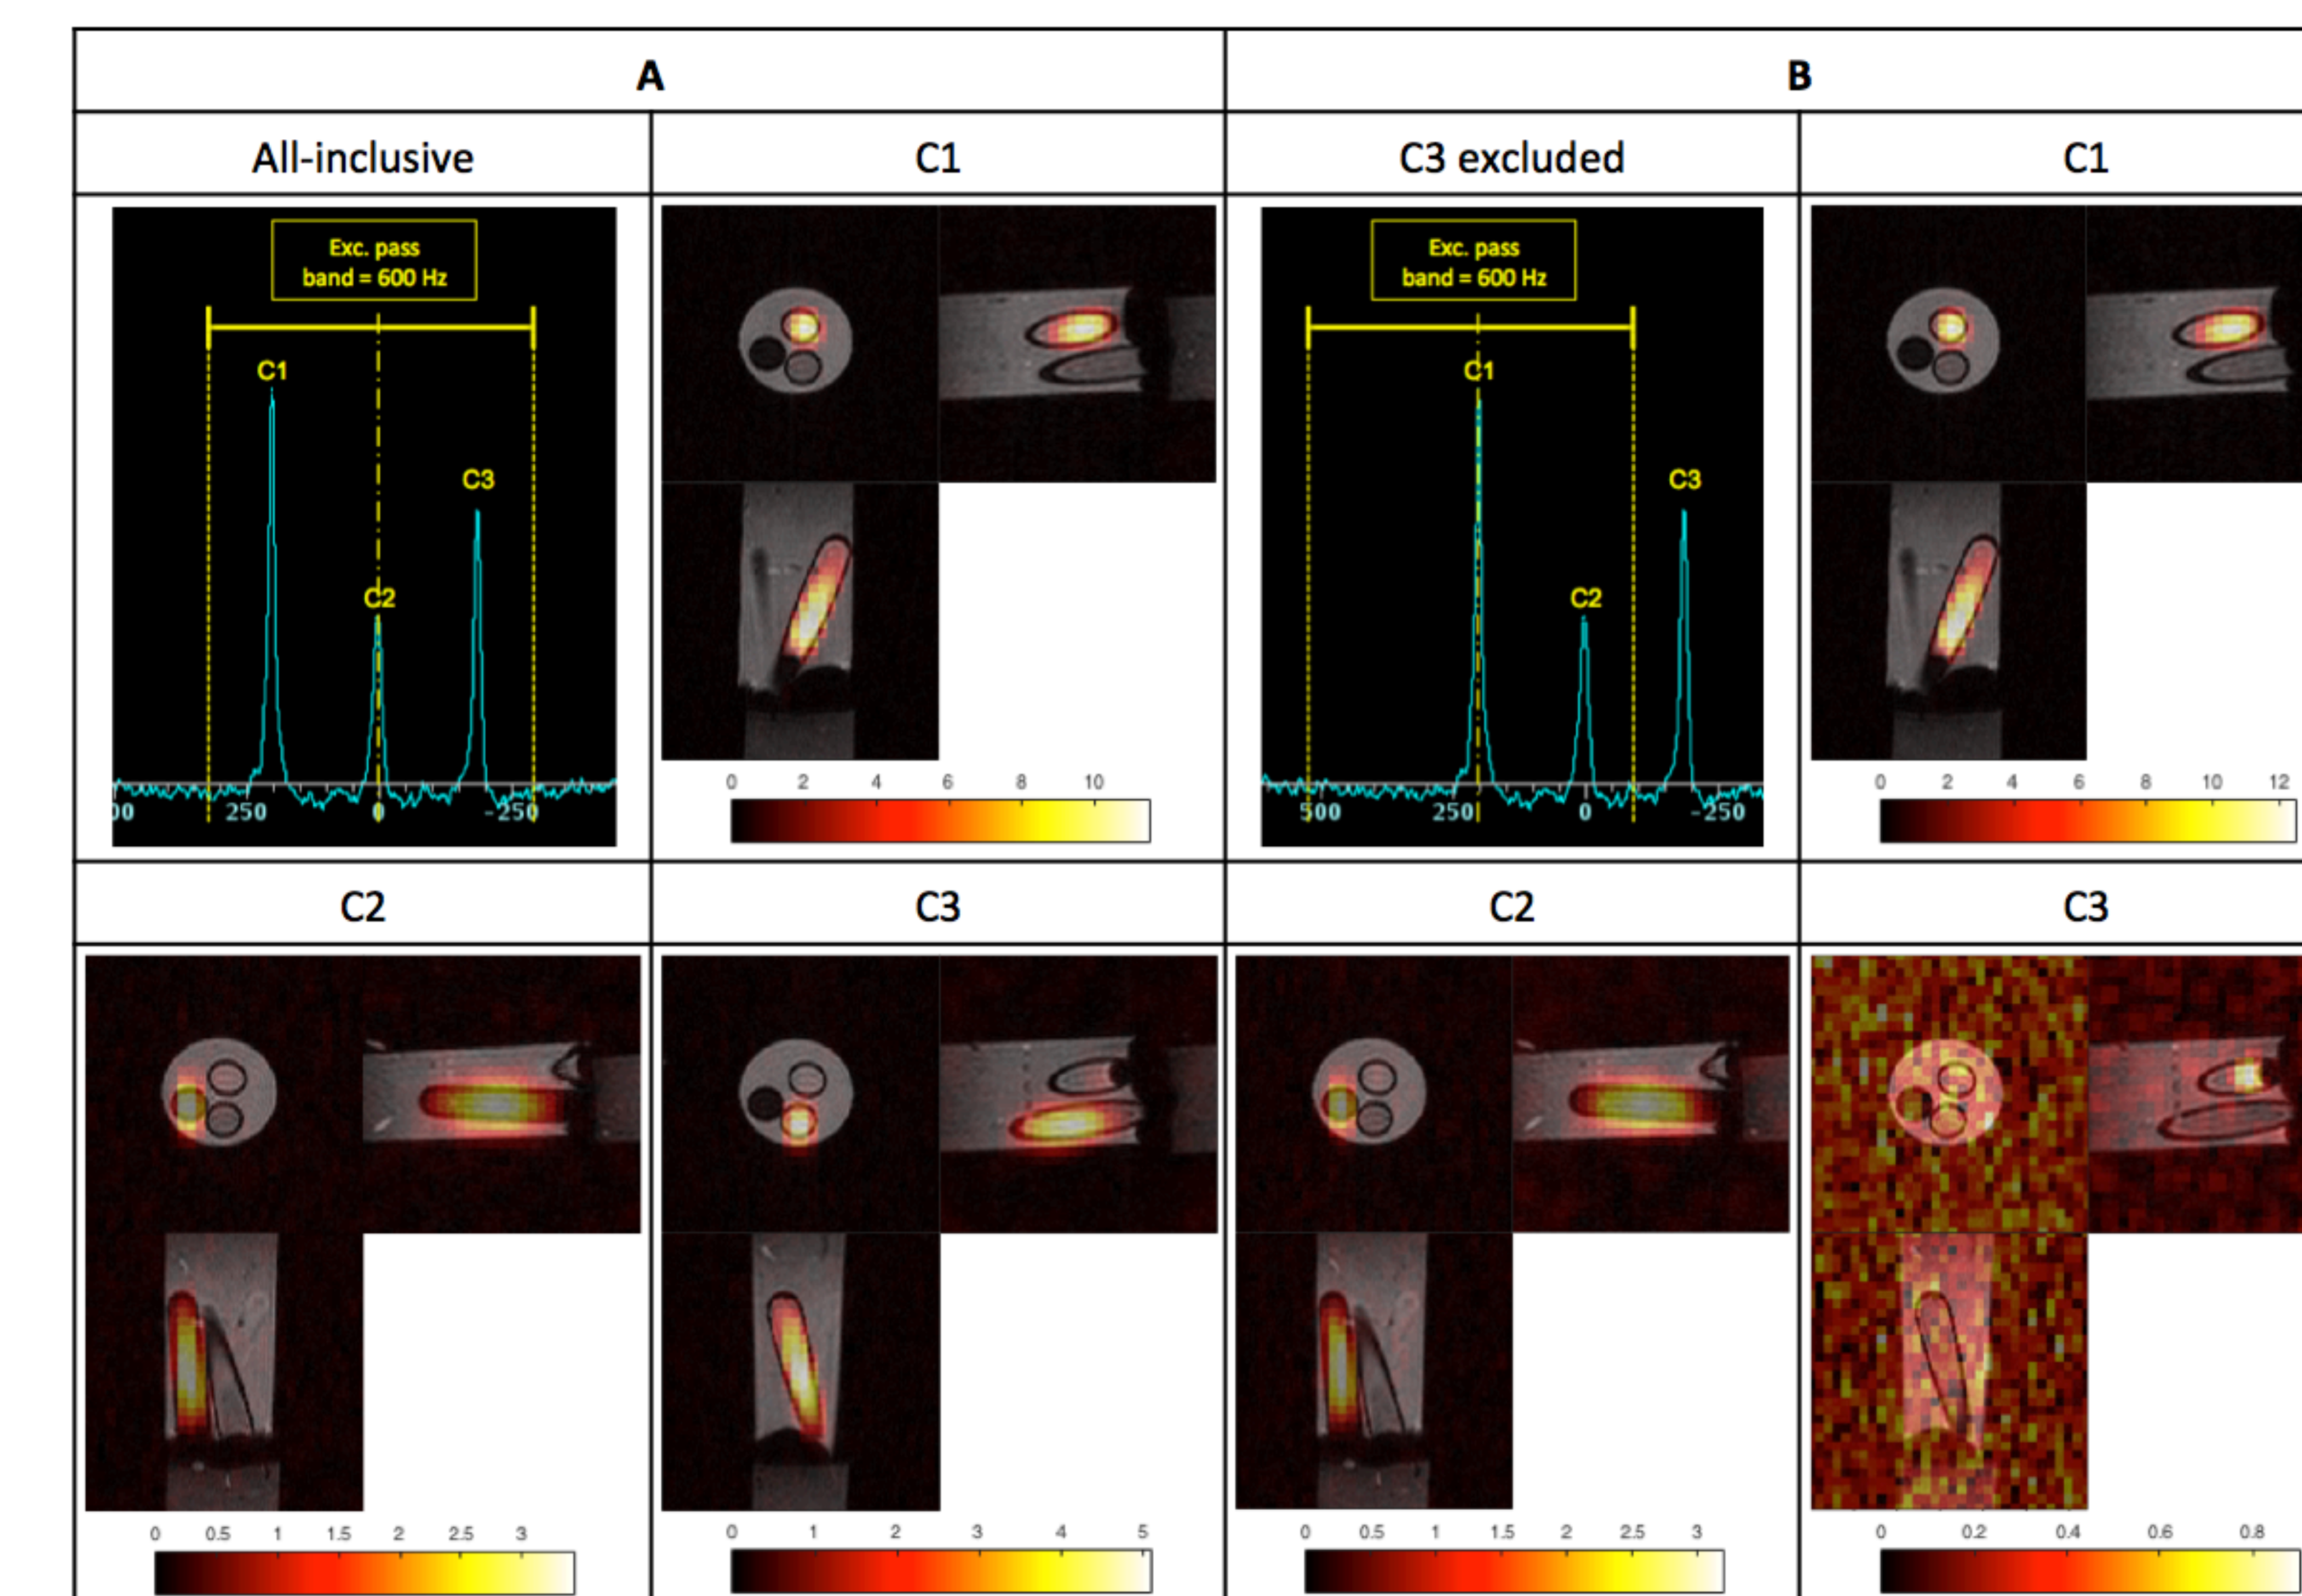 A
B
All-inclusive
C1
C3 excluded
C1
Exc. pass
band = 600 Hz
C1
C2
C3
00 250 0 -250
0 2 4 6 8 10
Exc. pass
band = 600 Hz
C1
C2
C3
500 250 0 -250
0 2 4 6 8 10 12
C2
C3
C2
C3
0 0.5 1 1.5 2 2.5 3
0 1 2 3 4 5
0 0.5 1 1.5 2 2.5 3
0 0.2 0.4 0.6 0.8